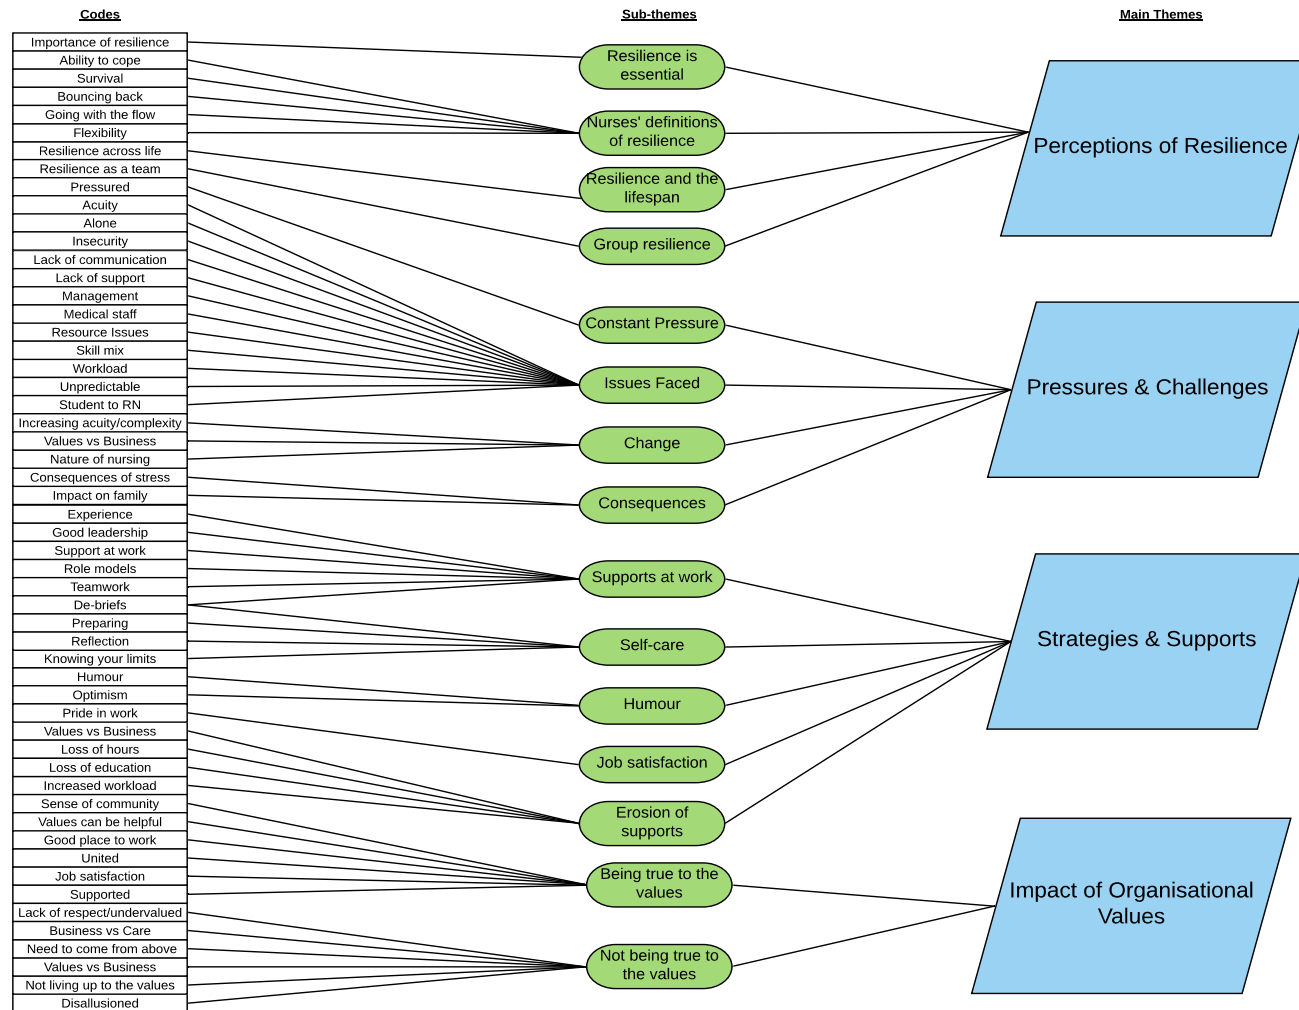 Codes
Sub-themes
Main Themes
Importance of resilience
Ability to cope
Survival
Bouncing back
Going with the flow
Flexibility
Resilience across life
Resilience as a team
Pressured
Acuity
Alone
Insecurity
Lack of communication
Lack of support
Management
Medical staff
Resource Issues
Skill mix
Workload
Unpredictable
Student to RN
Increasing acuity/complexity
Values vs Business
Nature of nursing
Consequences of stress
Impact on family
Experience
Good leadership
Support at work
Role models
Teamwork
De-briefs
Preparing
Reflection
Knowing your limits
Humour
Optimism
Pride in work
Values vs Business
Loss of hours
Loss of education
Increased workload
Sense of community
Values can be helpful
Good place to work
United
Job satisfaction
Supported
Lack of respect/undervalued
Business vs Care
Need to come from above
Values vs Business
Not living up to the values
Disallusioned
Resilience is
essential
Nurses' definitions
of resilience
Resilience and the
lifespan
Group resilience
Constant Pressure
Issues Faced
Change
Consequences
Supports at work
Self-care
Humour
Job satisfaction
Erosion of
supports
Being true to the
values
Not being true to
the values
Perceptions of Resilience
Pressures & Challenges
Strategies & Supports
Impact of Organisational
Values